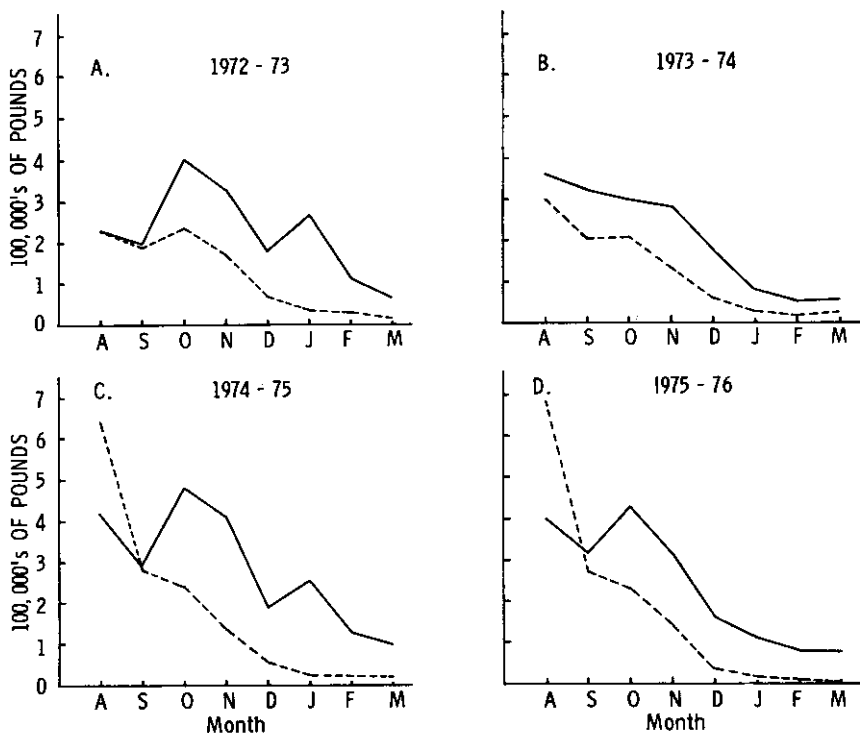 A. 1972 - 73
7
6
5
4
3
2
1
0
100,000's OF POUNDS
A S O N D J F M
B. 1973 - 74
A S O N D J F M
C. 1974 - 75
7
6
5
4
3
2
1
0
100,000's OF POUNDS
A S O N D J F M
Month
D. 1975 - 76
A S O N D J F M
Month